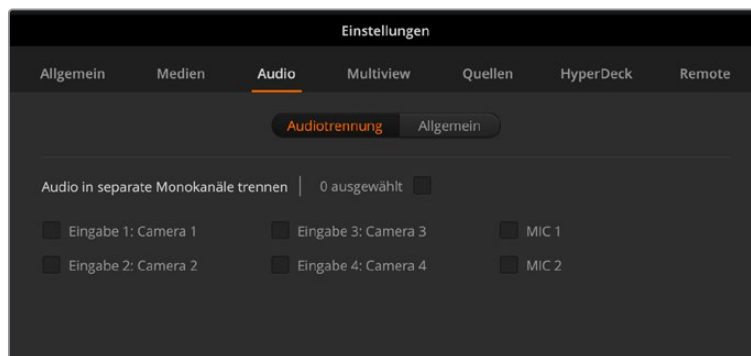 Einstellungen
Allgemein Medien Audio Multiview Quellen HyperDeck Remote
Audiotrennung Allgemein
Audio in separate Monokanäle trennen 0 ausgewählt
Eingabe 1: Camera 1 Eingabe 3: Camera 3 MIC 1
Eingabe 2: Camera 2 Eingabe 4: Camera 4 MIC 2